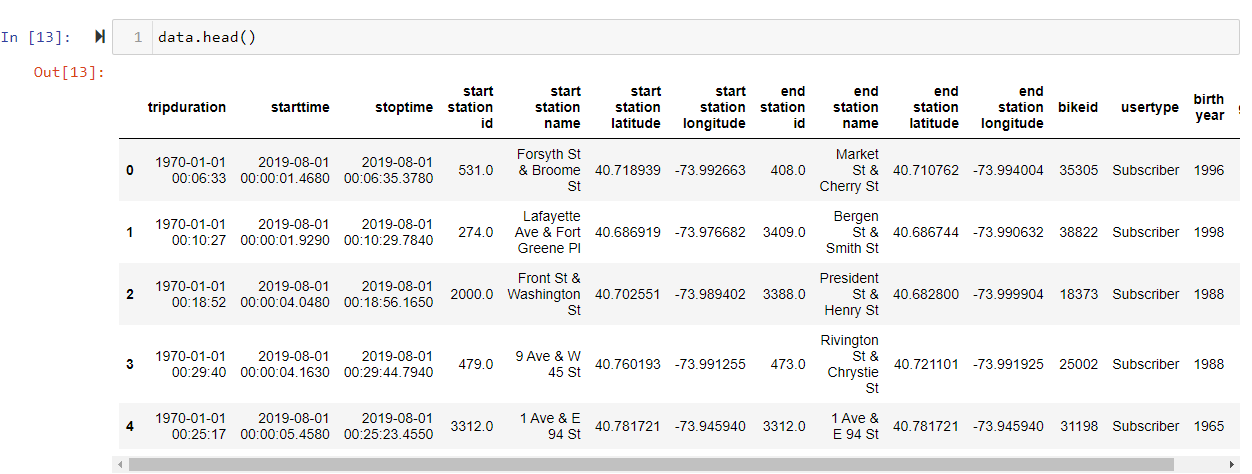 In [13]: 1 data.head()
Out[13]:
tripduration starttime stoptime start station id start station name start station latitude start station longitude end station id end station name end station latitude end station longitude bikeid usertype birth year
0 1970-01-01 00:06:33 2019-08-01 00:00:01.4680 2019-08-01 00:06:35.3780 531.0 Forsyth St & Broome St 40.718939 -73.992663 408.0 Market St & Cherry St 40.710762 -73.994004 35305 Subscriber 1996
1 1970-01-01 00:10:27 2019-08-01 00:00:01.9290 2019-08-01 00:10:29.7840 274.0 Lafayette Ave & Fort Greene Pl 40.686919 -73.976682 3409.0 Bergen St & Smith St 40.686744 -73.990632 38822 Subscriber 1998
2 1970-01-01 00:18:52 2019-08-01 00:00:04.0480 2019-08-01 00:18:56.1650 2000.0 Front St & Washington St 40.702551 -73.989402 3388.0 President St & Henry St 40.682800 -73.999904 18373 Subscriber 1988
3 1970-01-01 00:29:40 2019-08-01 00:00:04.1630 2019-08-01 00:29:44.7940 479.0 9 Ave & W 45 St 40.760193 -73.991255 473.0 Rivington St & Chrystie St 40.721101 -73.991925 25002 Subscriber 1988
4 1970-01-01 00:25:17 2019-08-01 00:00:05.4580 2019-08-01 00:25:23.4550 3312.0 1 Ave & E 94 St 40.781721 -73.945940 3312.0 1 Ave & E 94 St 40.781721 -73.945940 31198 Subscriber 1965